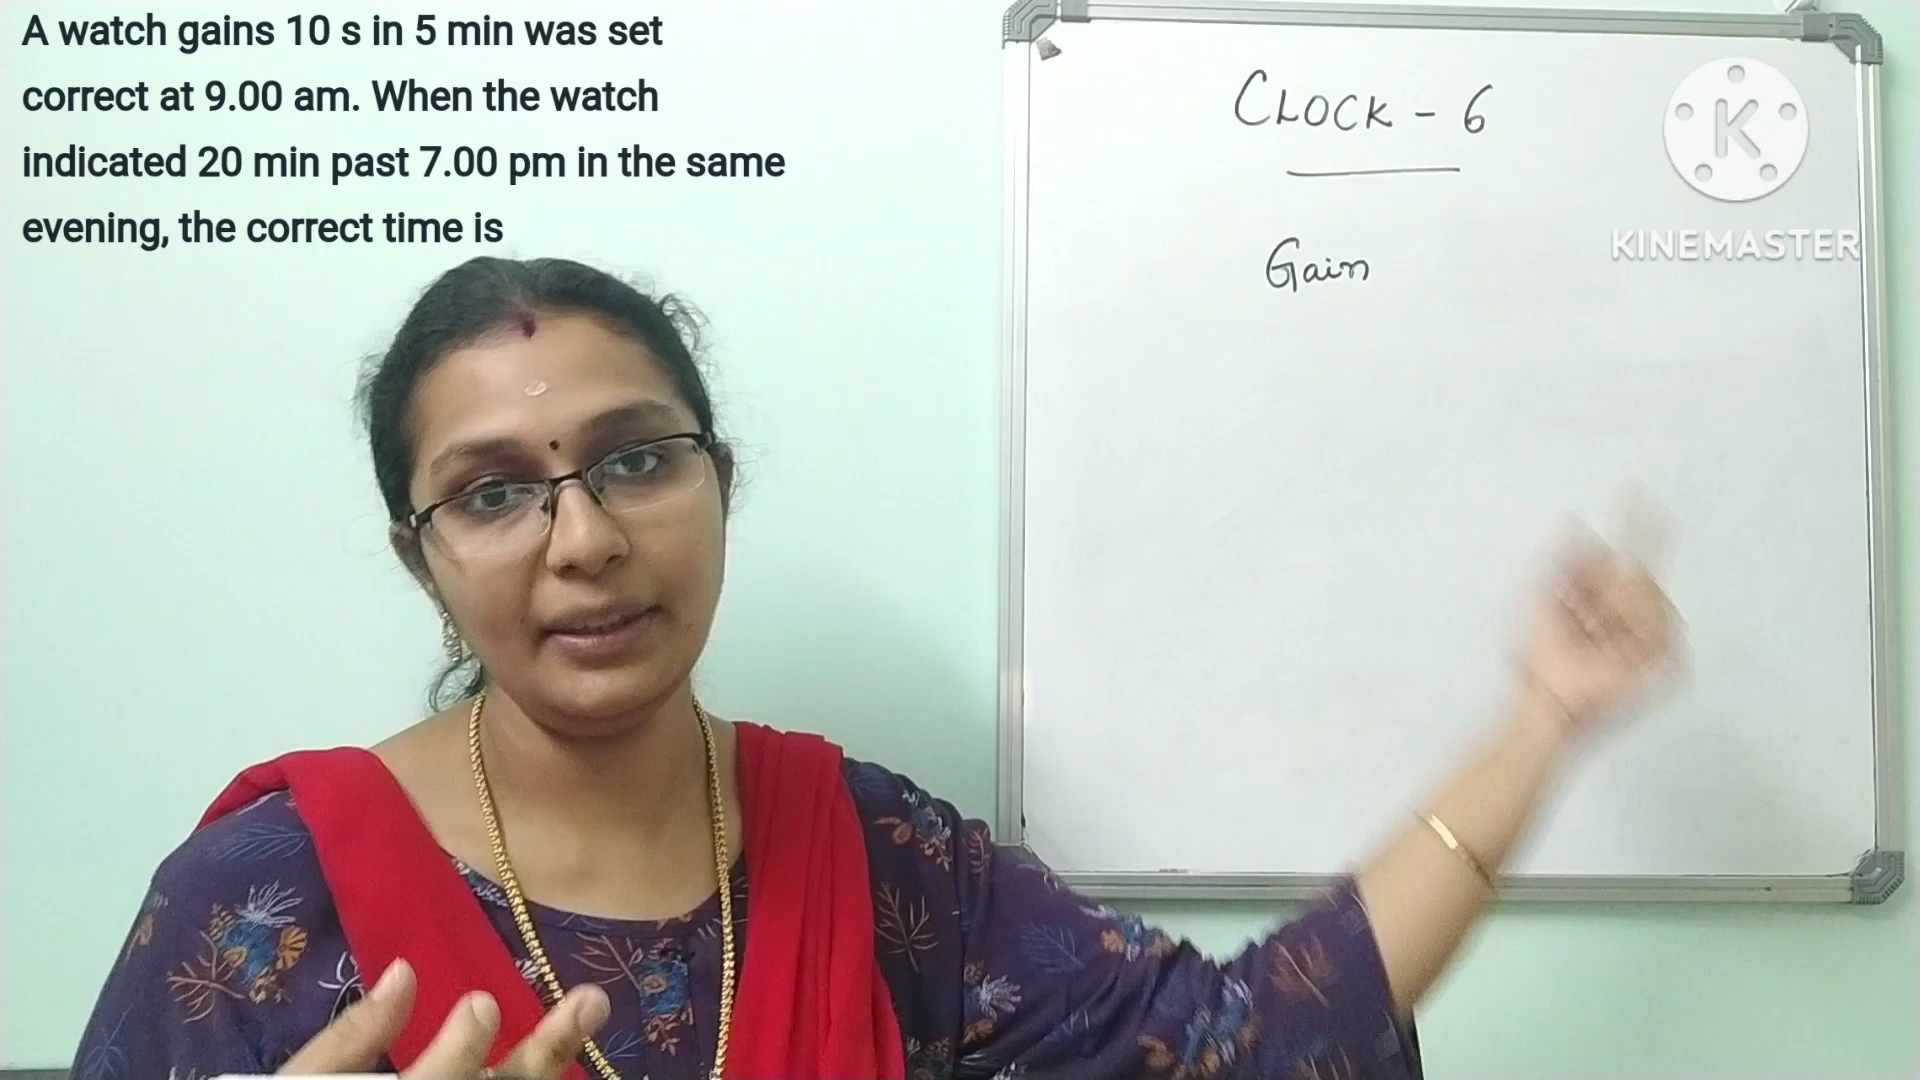 A watch gains 10 s in 5 min was set
correct at 9.00 am. When the watch
indicated 20 min past 7.00 pm in the same
evening, the correct time is
CLOCK - 6
K
KINEMASTER
Gain